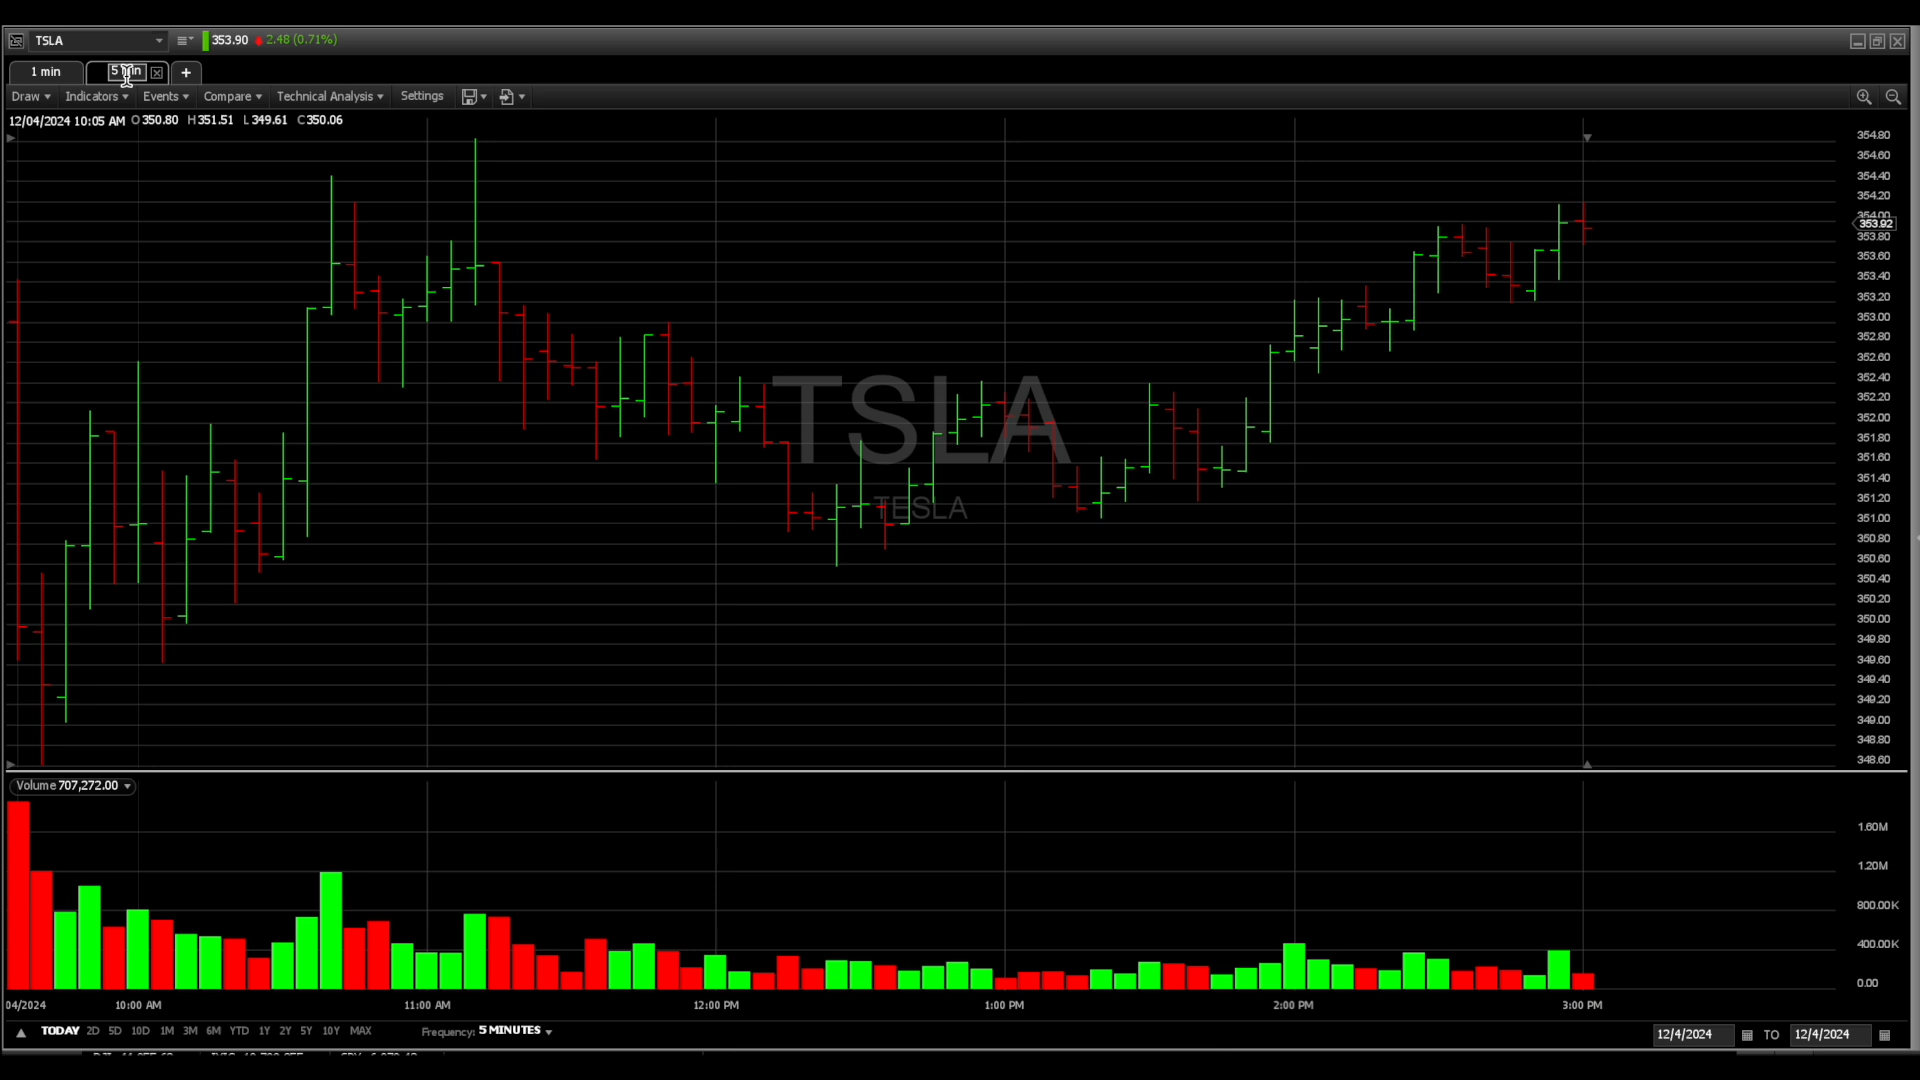 TSLA 353.90 2.48 (0.71%)
1 min 5 min +
Draw Indicators Events Compare Technical Analysis Settings
12/04/2024 10:05 AM O 350.80 H 351.51 L 349.61 C 350.06
354.80
354.60
354.40
354.20
354.00
353.92
353.80
353.60
353.40
353.20
353.00
352.80
352.60
352.40
352.20
352.00
351.80
351.60
351.40
351.20
351.00
350.80
350.60
350.40
350.20
350.00
349.80
349.60
349.40
349.20
349.00
348.80
348.60
TSLA
TESLA
Volume 707,272.00
1.60M
1.20M
800.00K
400.00K
0.00
04/2024 10:00 AM 11:00 AM 12:00 PM 1:00 PM 2:00 PM 3:00 PM
TODAY 2D 5D 10D 1M 3M 6M YTD 1Y 2Y 5Y 10Y MAX Frequency: 5 MINUTES 12/4/2024 TO 12/4/2024